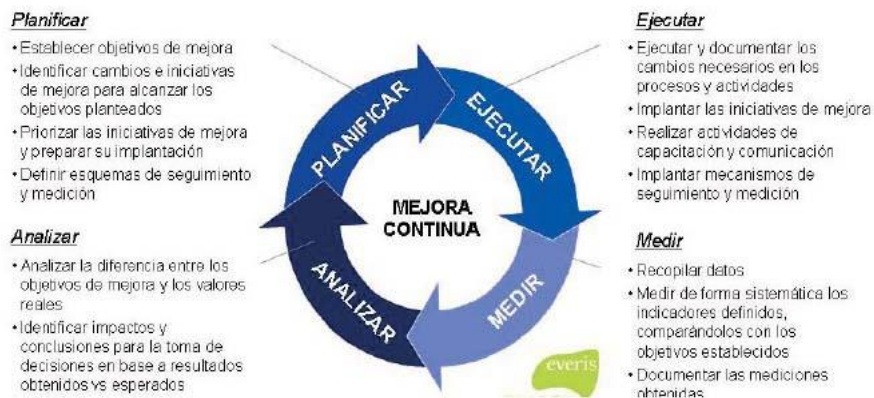 Planificar
• Establecer objetivos de mejora
• Identificar cambios e iniciativas
de mejora para alcanzar los
objetivos planteados
• Priorizar las iniciativas de mejora
y preparar su implantación
• Definir esquemas de seguimiento
y medición
Ejecutar
• Ejecutar y documentar los
cambios necesarios en los
procesos y actividades
• Implantar las iniciativas de mejora
• Realizar actividades de
capacitación y comunicación
• Implantar mecanismos de
seguimiento y medición
PLANIFICAR
EJECUTAR
MEJORA
CONTINUA
ANALIZAR
MEDIR
Analizar
• Analizar la diferencia entre los
objetivos de mejora y los valores
reales
• Identificar impactos y
conclusiones para la toma de
decisiones en base a resultados
obtenidos vs esperados
Medir
• Recopilar datos
• Medir de forma sistemática los
indicadores definidos,
comparándolos con los
objetivos establecidos
• Documentar las mediciones
obtenidas
everis